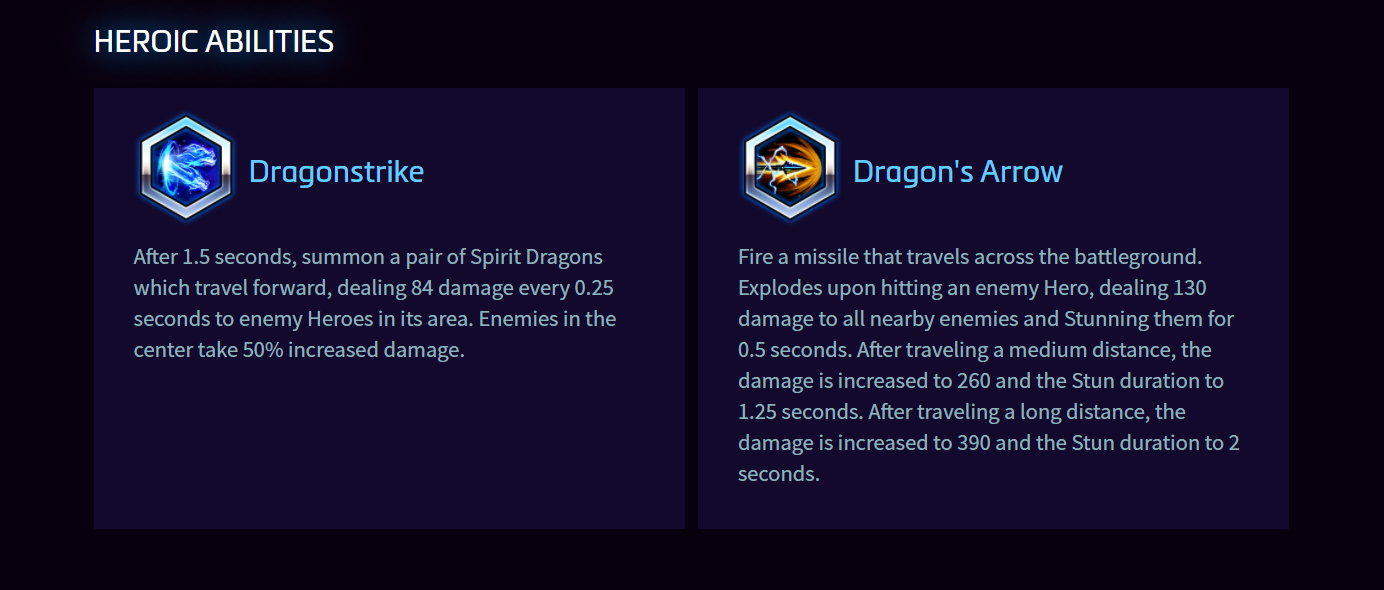 HEROIC ABILITIES
Dragonstrike
After 1.5 seconds, summon a pair of Spirit Dragons
which travel forward, dealing 84 damage every 0.25
seconds to enemy Heroes in its area. Enemies in the
center take 50% increased damage.
Dragon's Arrow
Fire a missile that travels across the battleground.
Explodes upon hitting an enemy Hero, dealing 130
damage to all nearby enemies and Stunning them for
0.5 seconds. After traveling a medium distance, the
damage is increased to 260 and the Stun duration to
1.25 seconds. After traveling a long distance, the
damage is increased to 390 and the Stun duration to 2
seconds.